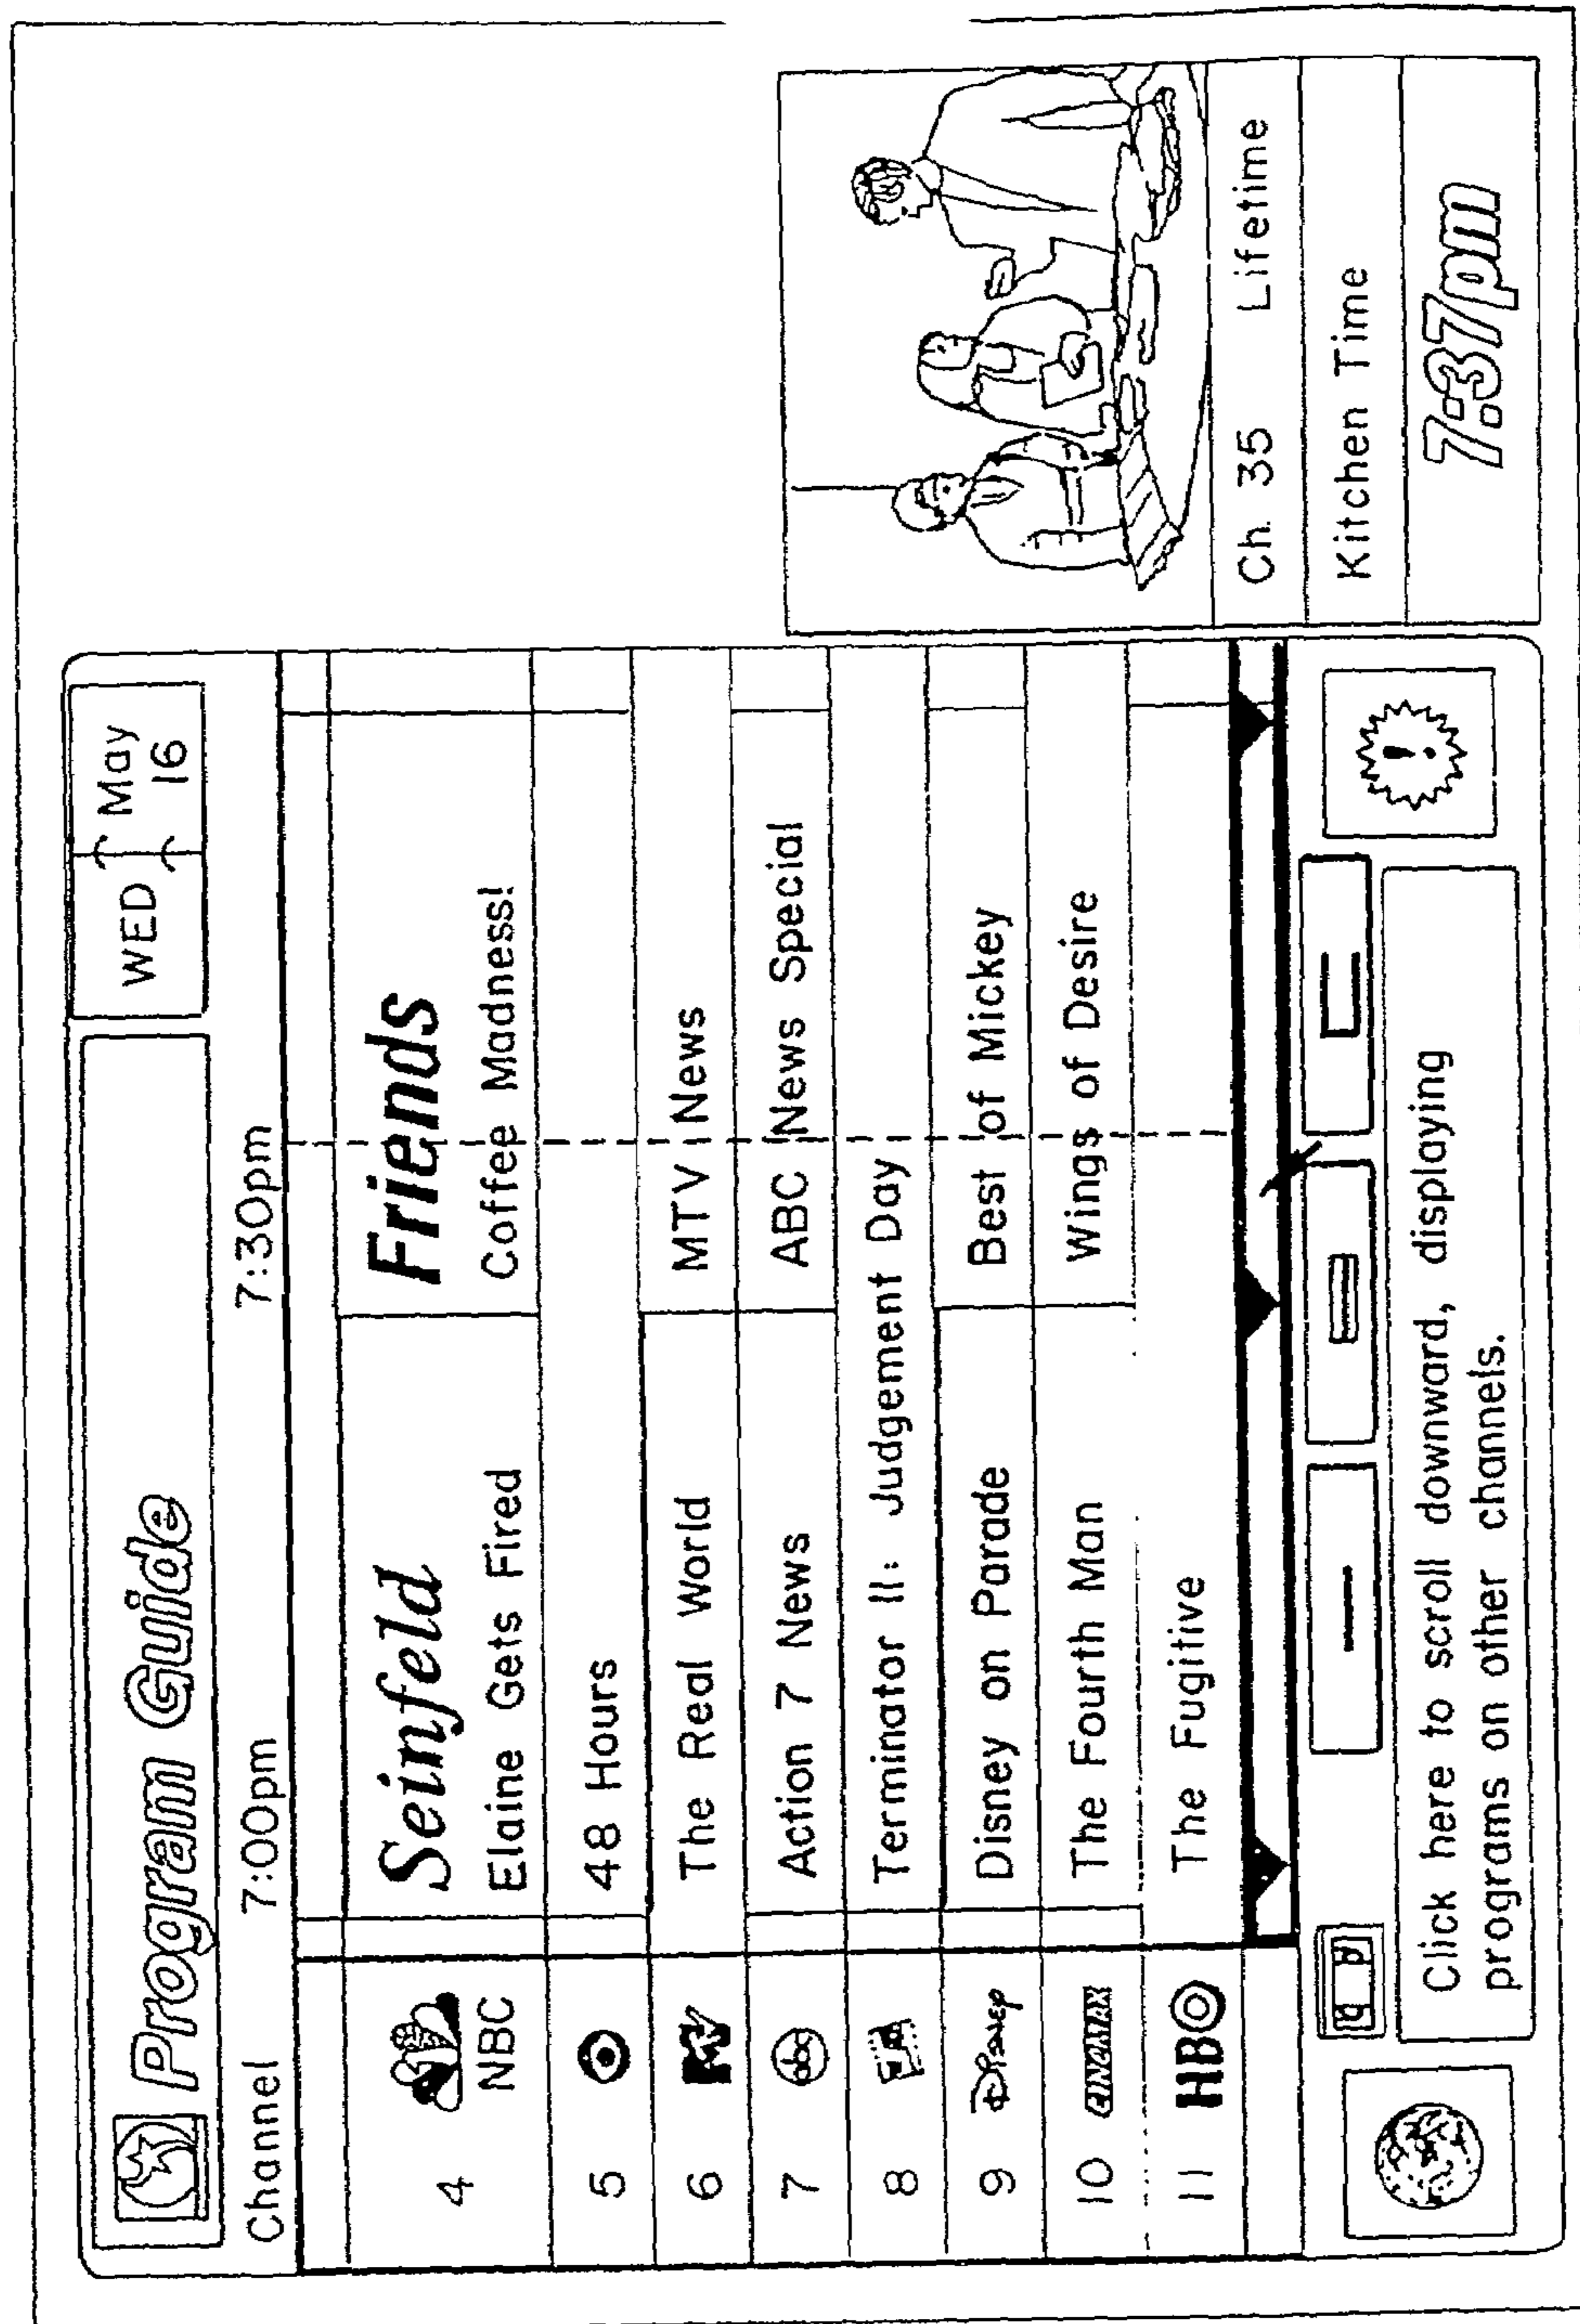 Program Guide
WED May
16
Channel 7:00pm 7:30pm
4 NBC
Seinfeld
Elaine Gets Fired
Friends
Coffee Madness!
5 48 Hours
6 The Real World MTV News
7 abc Action 7 News ABC News Special
8 Terminator II: Judgement Day
9 Disney Disney on Parade Best of Mickey
10 CINEMAX The Fourth Man Wings of Desire
11 HBO The Fugitive
!
Click here to scroll downward, displaying
programs on other channels.
Ch. 35 Lifetime
Kitchen Time
7:37pm